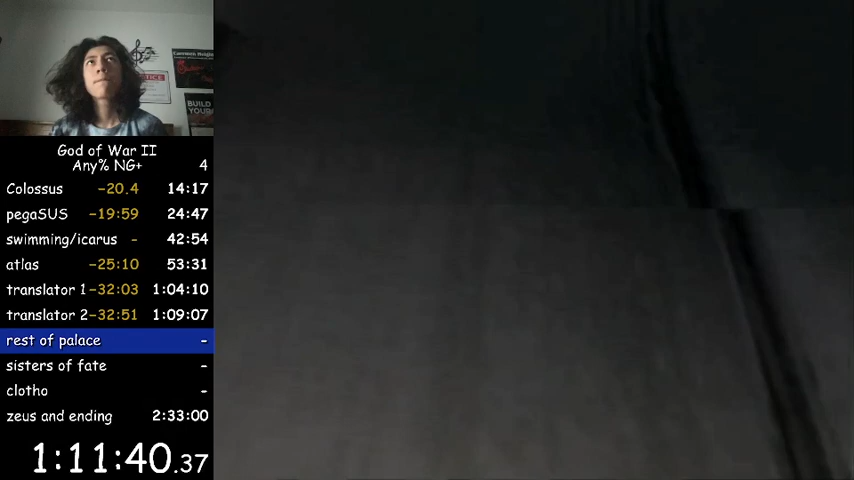 NOTICE
BUILD
YOUR
God of War II
Any% NG+ 4
Colossus -20.4 14:17
pegaSUS -19:59 24:47
swimming/icarus - 42:54
atlas -25:10 53:31
translator 1 -32:03 1:04:10
translator 2 -32:51 1:09:07
rest of palace -
sisters of fate -
clotho -
zeus and ending 2:33:00
1:11:40.37